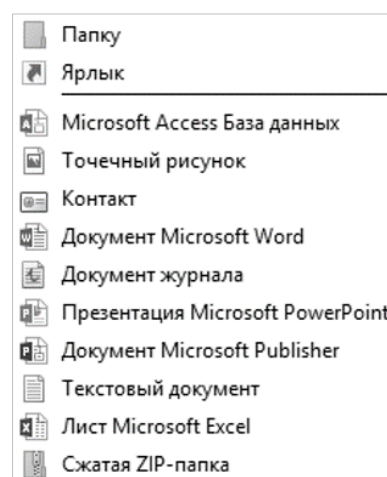 Папку
Ярлык
Microsoft Access База данных
Точечный рисунок
Контакт
Документ Microsoft Word
Документ журнала
Презентация Microsoft PowerPoint
Документ Microsoft Publisher
Текстовый документ
Лист Microsoft Excel
Сжатая ZIP-папка